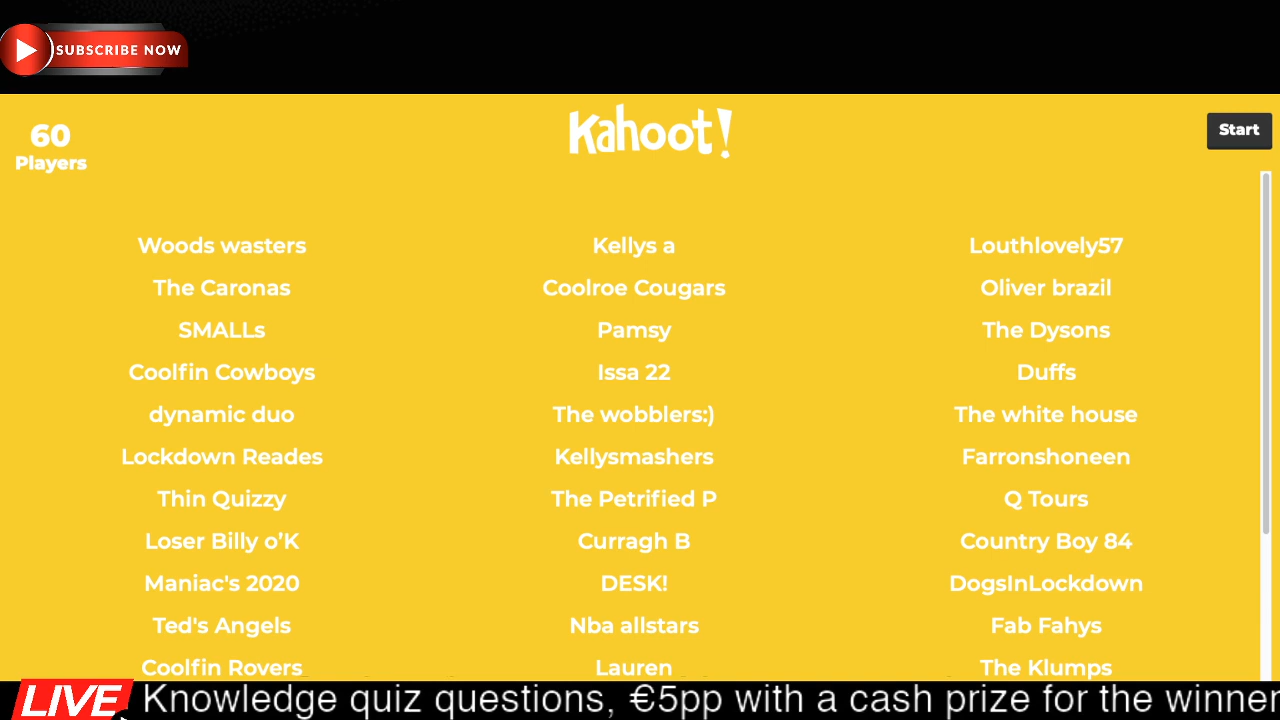 SUBSCRIBE NOW
Kahoot!
60
Players
Start
Woods wasters Kellys a Louthlovely57
The Caronas Coolroe Cougars Oliver brazil
SMALLs Pamsy The Dysons
Coolfin Cowboys Issa 22 Duffs
dynamic duo The wobblers:) The white house
Lockdown Reades Kellysmashers Farronshoneen
Thin Quizzy The Petrified P Q Tours
Loser Billy o’K Curragh B Country Boy 84
Maniac's 2020 DESK! DogsInLockdown
Ted's Angels Nba allstars Fab Fahys
Coolfin Rovers Lauren The Klumps
LIVE Knowledge quiz questions, €5pp with a cash prize for the winner